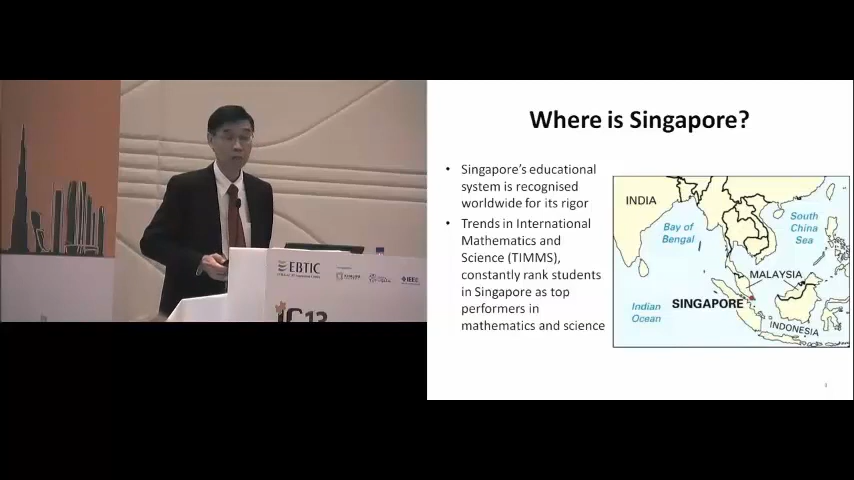 Where is Singapore?
• Singapore's educational
system is recognised
worldwide for its rigor
• Trends in International
Mathematics and
Science (TIMMS),
constantly rank students
in Singapore as top
performers in
mathematics and science
INDIA
Bay of
Bengal
South
China
Sea
MALAYSIA
SINGAPORE
Indian
Ocean
INDONESIA
EBTIC
IEEE